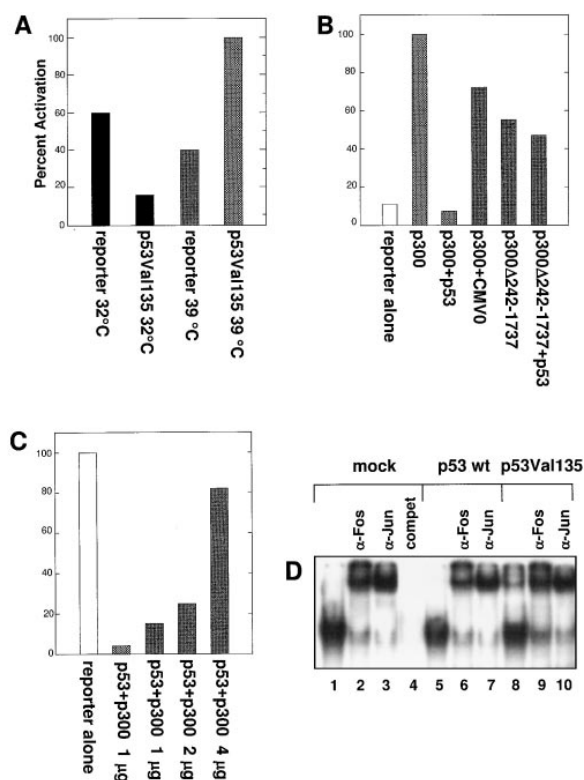 A
Percent Activation
100
80
60
40
20
0
reporter 32°C
p53Val135 32°C
reporter 39 °C
p53Val135 39 °C
B
100
80
60
40
20
0
reporter alone
p300
p300+p53
p300+CMV0
p300Δ242-1737
p300Δ242-1737+p53
C
100
80
60
40
20
0
reporter alone
p53+p300 1 µg
p53+p300 1 µg
p53+p300 2 µg
p53+p300 4 µg
D
mock p53 wt p53Val135
α-Fos α-Jun compet α-Fos α-Jun α-Fos α-Jun
1 2 3 4 5 6 7 8 9 10